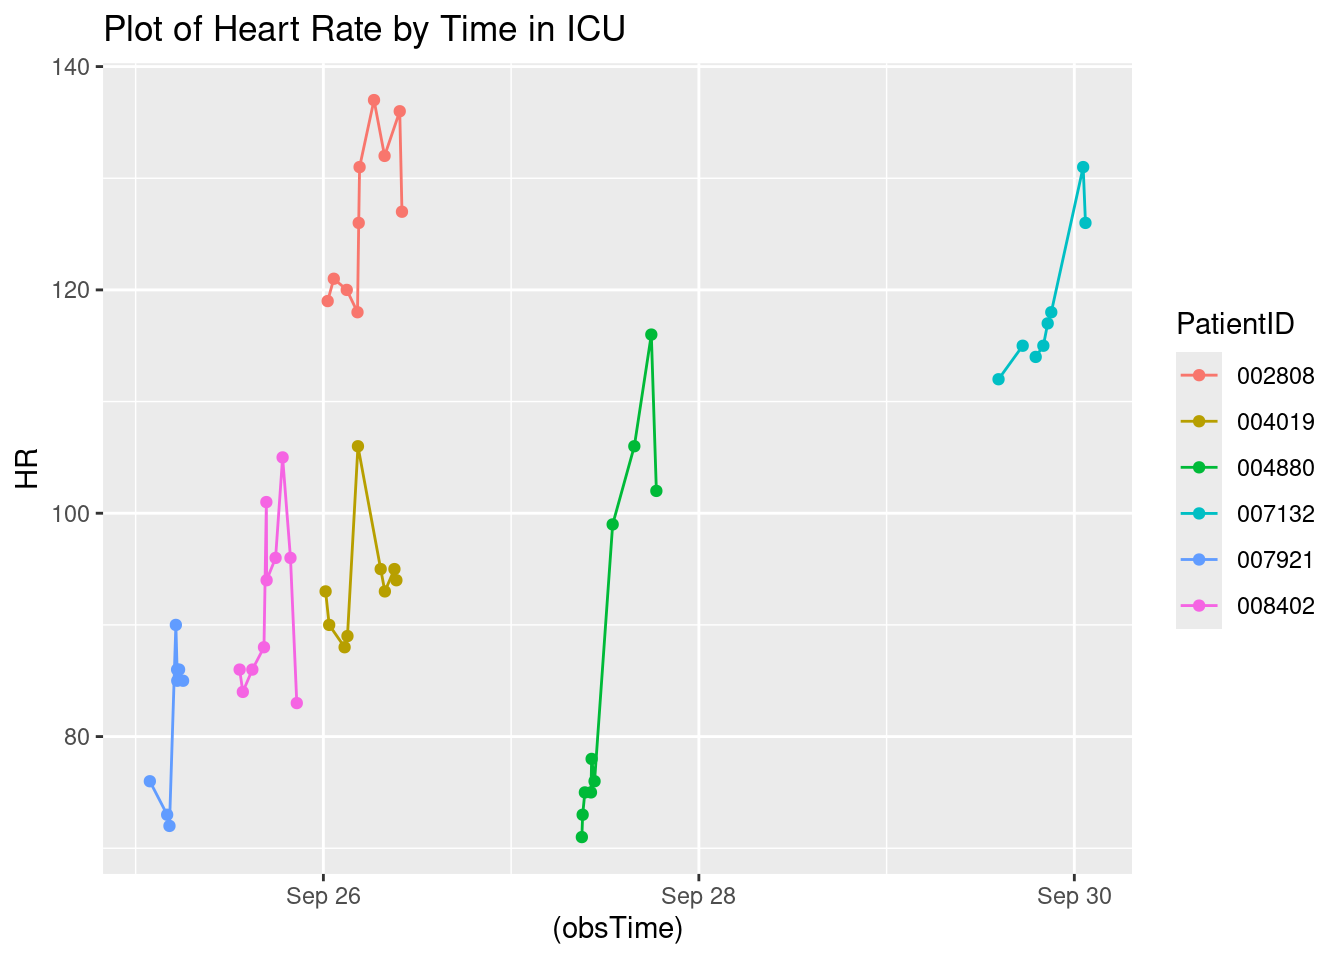 Plot of Heart Rate by Time in ICU
140
120
100
80
HR
Sep 26
Sep 28
Sep 30
(obsTime)
PatientID
002808
004019
004880
007132
007921
008402